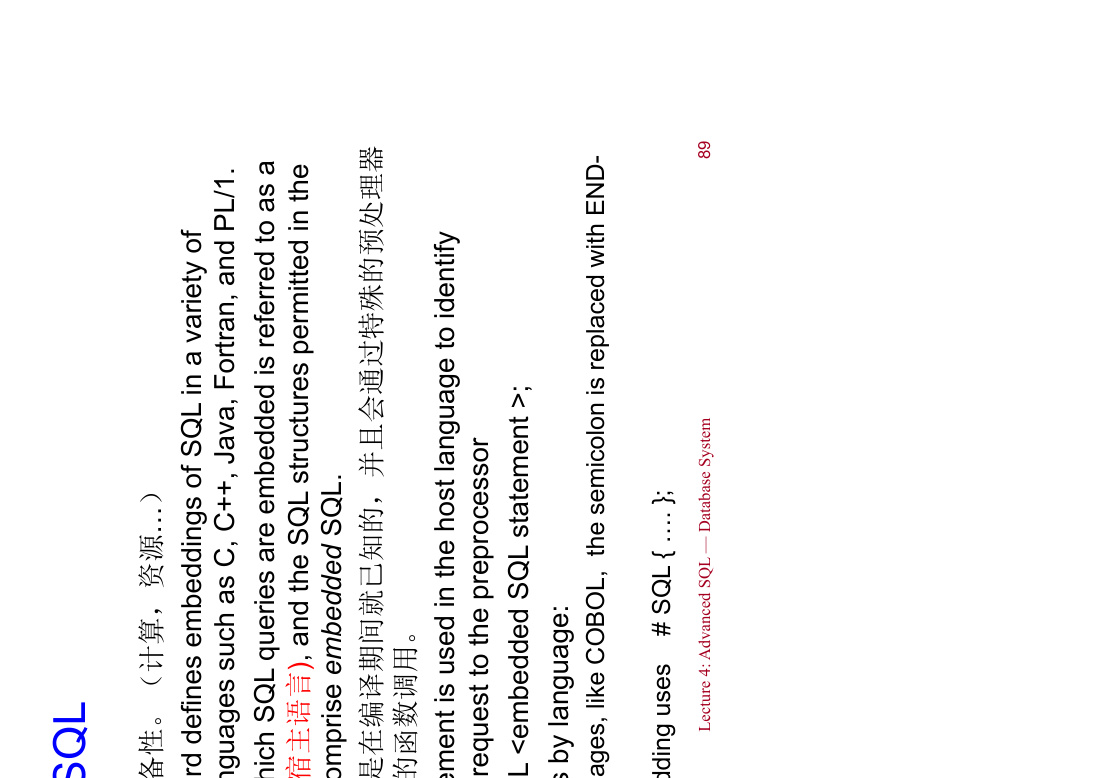 SQL
备性。（计算，资源…）
rd defines embeddings of SQL in a variety of
nguages such as C, C++, Java, Fortran, and PL/1.
hich SQL queries are embedded is referred to as a
宿主语言), and the SQL structures permitted in the
omprise embedded SQL.
是在编译期间就已知的，并且会通过特殊的预处理器
的函数调用。
ement is used in the host language to identify
request to the preprocessor
L <embedded SQL statement >;
s by language:
ages, like COBOL, the semicolon is replaced with END-
dding uses # SQL { …. };
Lecture 4: Advanced SQL — Database System 89